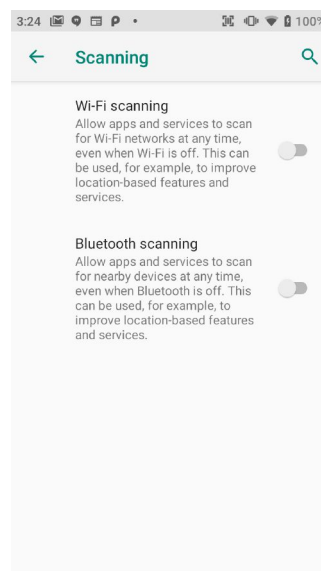 3:24 100%
Scanning
Wi-Fi scanning
Allow apps and services to scan
for Wi-Fi networks at any time,
even when Wi-Fi is off. This can
be used, for example, to improve
location-based features and
services.
Bluetooth scanning
Allow apps and services to scan
for nearby devices at any time,
even when Bluetooth is off. This
can be used, for example, to
improve location-based features
and services.